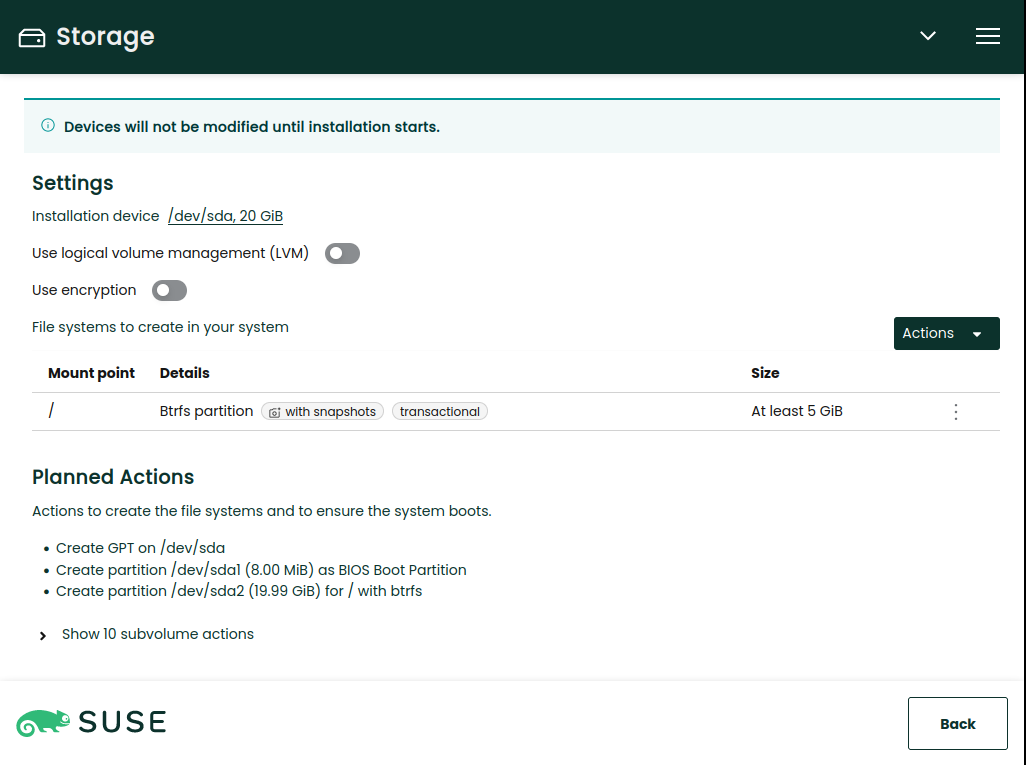 Storage
Devices will not be modified until installation starts.
Settings
Installation device /dev/sda, 20 GiB
Use logical volume management (LVM)
Use encryption
File systems to create in your system
Actions
Mount point Details Size
/ Btrfs partition with snapshots transactional At least 5 GiB
Planned Actions
Actions to create the file systems and to ensure the system boots.
• Create GPT on /dev/sda
• Create partition /dev/sda1 (8.00 MiB) as BIOS Boot Partition
• Create partition /dev/sda2 (19.99 GiB) for / with btrfs
Show 10 subvolume actions
SUSE
Back